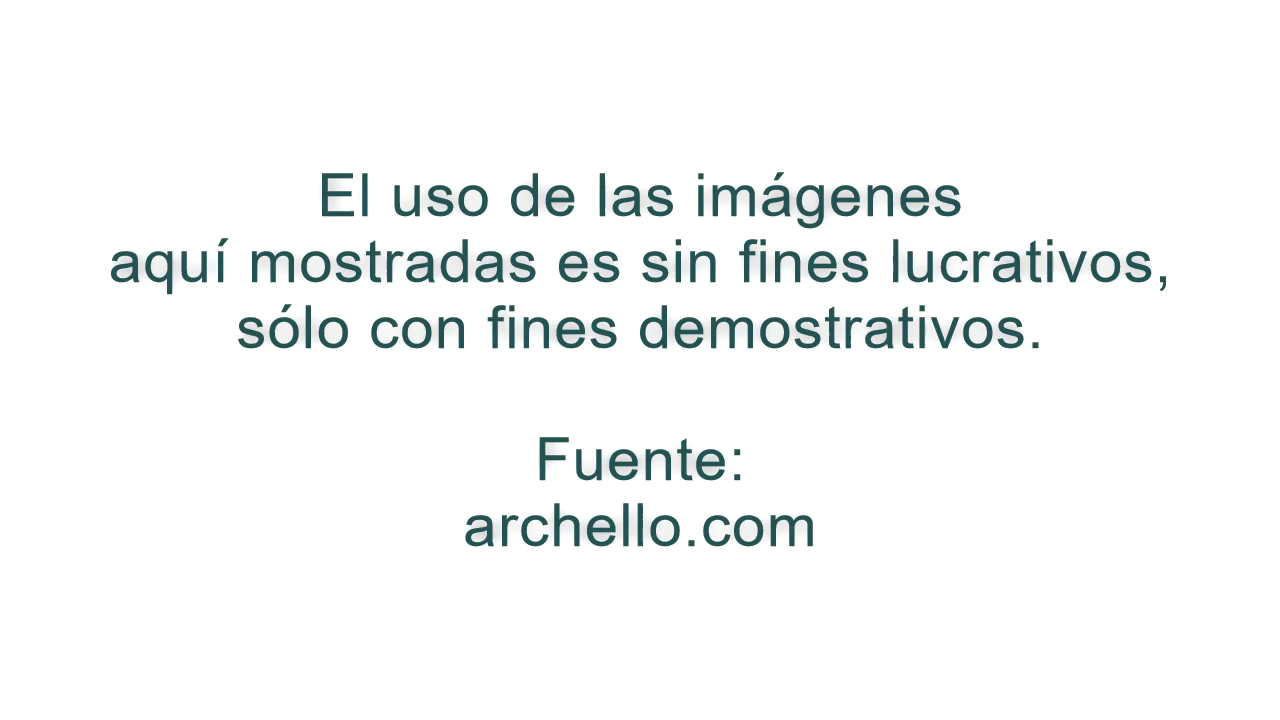 El uso de las imágenes
aquí mostradas es sin fines lucrativos,
sólo con fines demostrativos.
Fuente:
archello.com